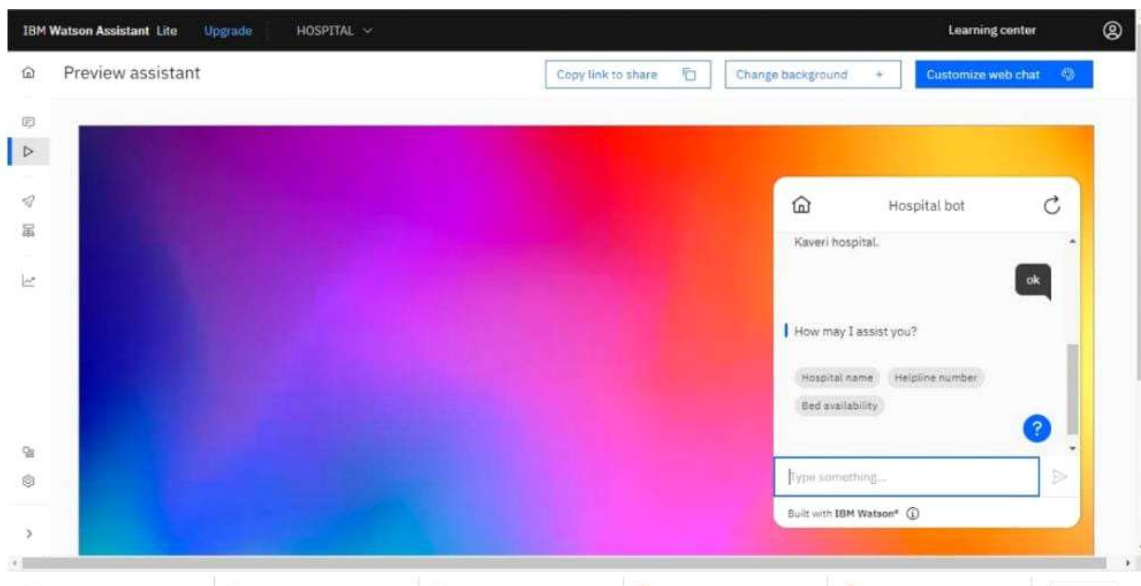 IBM Watson Assistant Lite Upgrade HOSPITAL Learning center
Preview assistant Copy link to share Change background + Customize web chat
Hospital bot
Kaveri hospital.
ok
How may I assist you?
Hospital name Helpline number
Bed availability
?
Type something...
Built with IBM Watson®